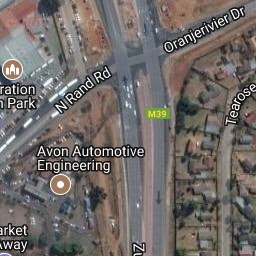 Oranjerivier Dr
ration
n Park
N Rand Rd
M39
Tearose
Avon Automotive
Engineering
arket
Away